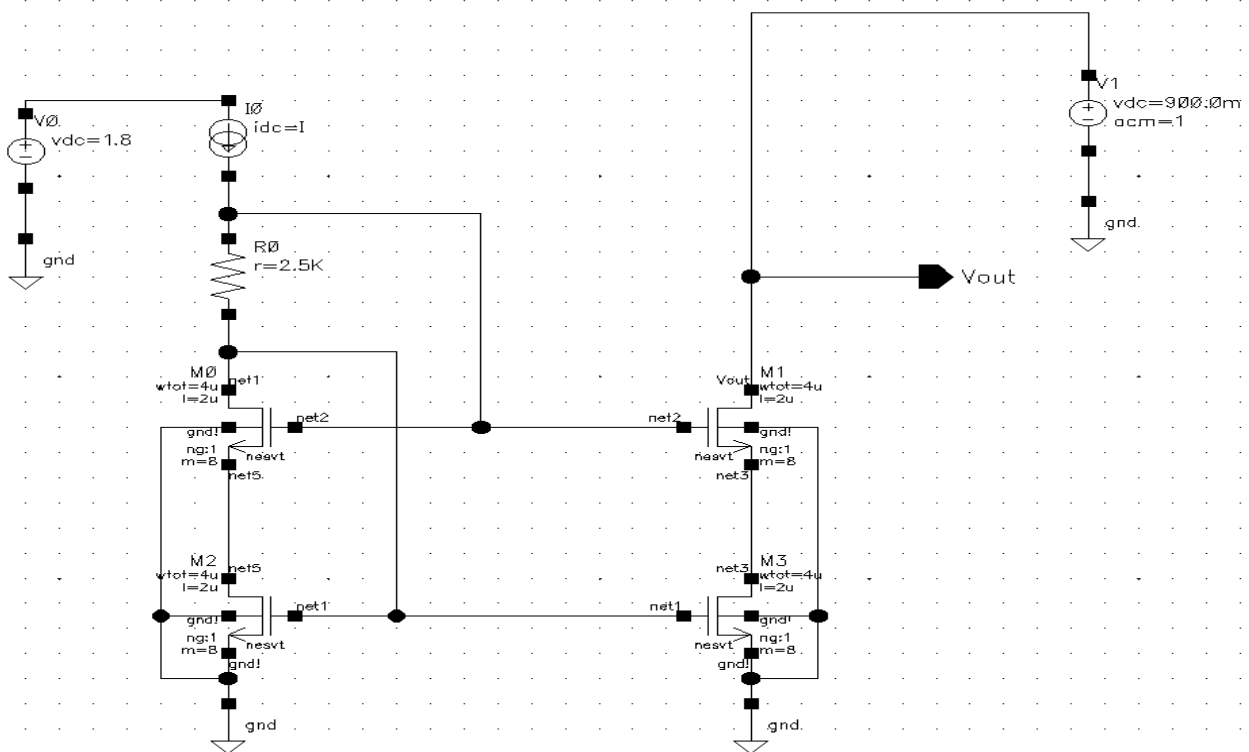 V0
vdc=1.8
gnd
I0
idc=I
R0
r=2.5K
V1
vdc=900.0m
acm=1
gnd
Vout
M0
wtot=4u
l=2u
net1
net2
gnd!
ng:1
m=8
nesvt
net5
M1
wtot=4u
l=2u
Vout
net2
gnd!
ng:1
m=8
nesvt
net3
M2
wtot=4u
l=2u
net5
net1
gnd!
ng:1
m=8
nesvt
gnd!
gnd
M3
wtot=4u
l=2u
net3
net1
gnd!
ng:1
m=8
nesvt
gnd!
gnd